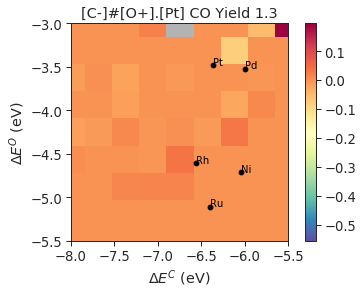 [C-]#[O+].[Pt] CO Yield 1.3
−3.0
−3.5
−4.0
−4.5
−5.0
−5.5
ΔE^O (eV)
Pt
Pd
Rh
Ni
Ru
−8.0 −7.5 −7.0 −6.5 −6.0 −5.5
ΔE^C (eV)
0.1
0.0
−0.1
−0.2
−0.3
−0.4
−0.5